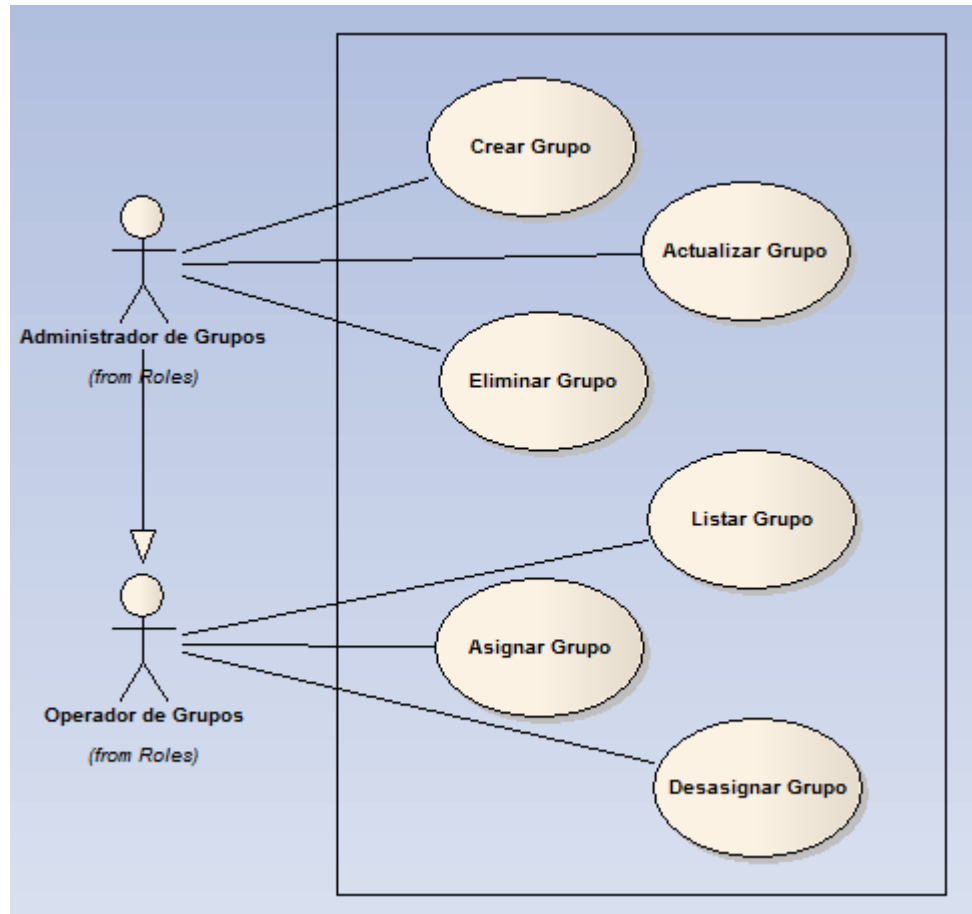 Crear Grupo
Actualizar Grupo
Administrador de Grupos
(from Roles)
Eliminar Grupo
Listar Grupo
Asignar Grupo
Operador de Grupos
(from Roles)
Desasignar Grupo